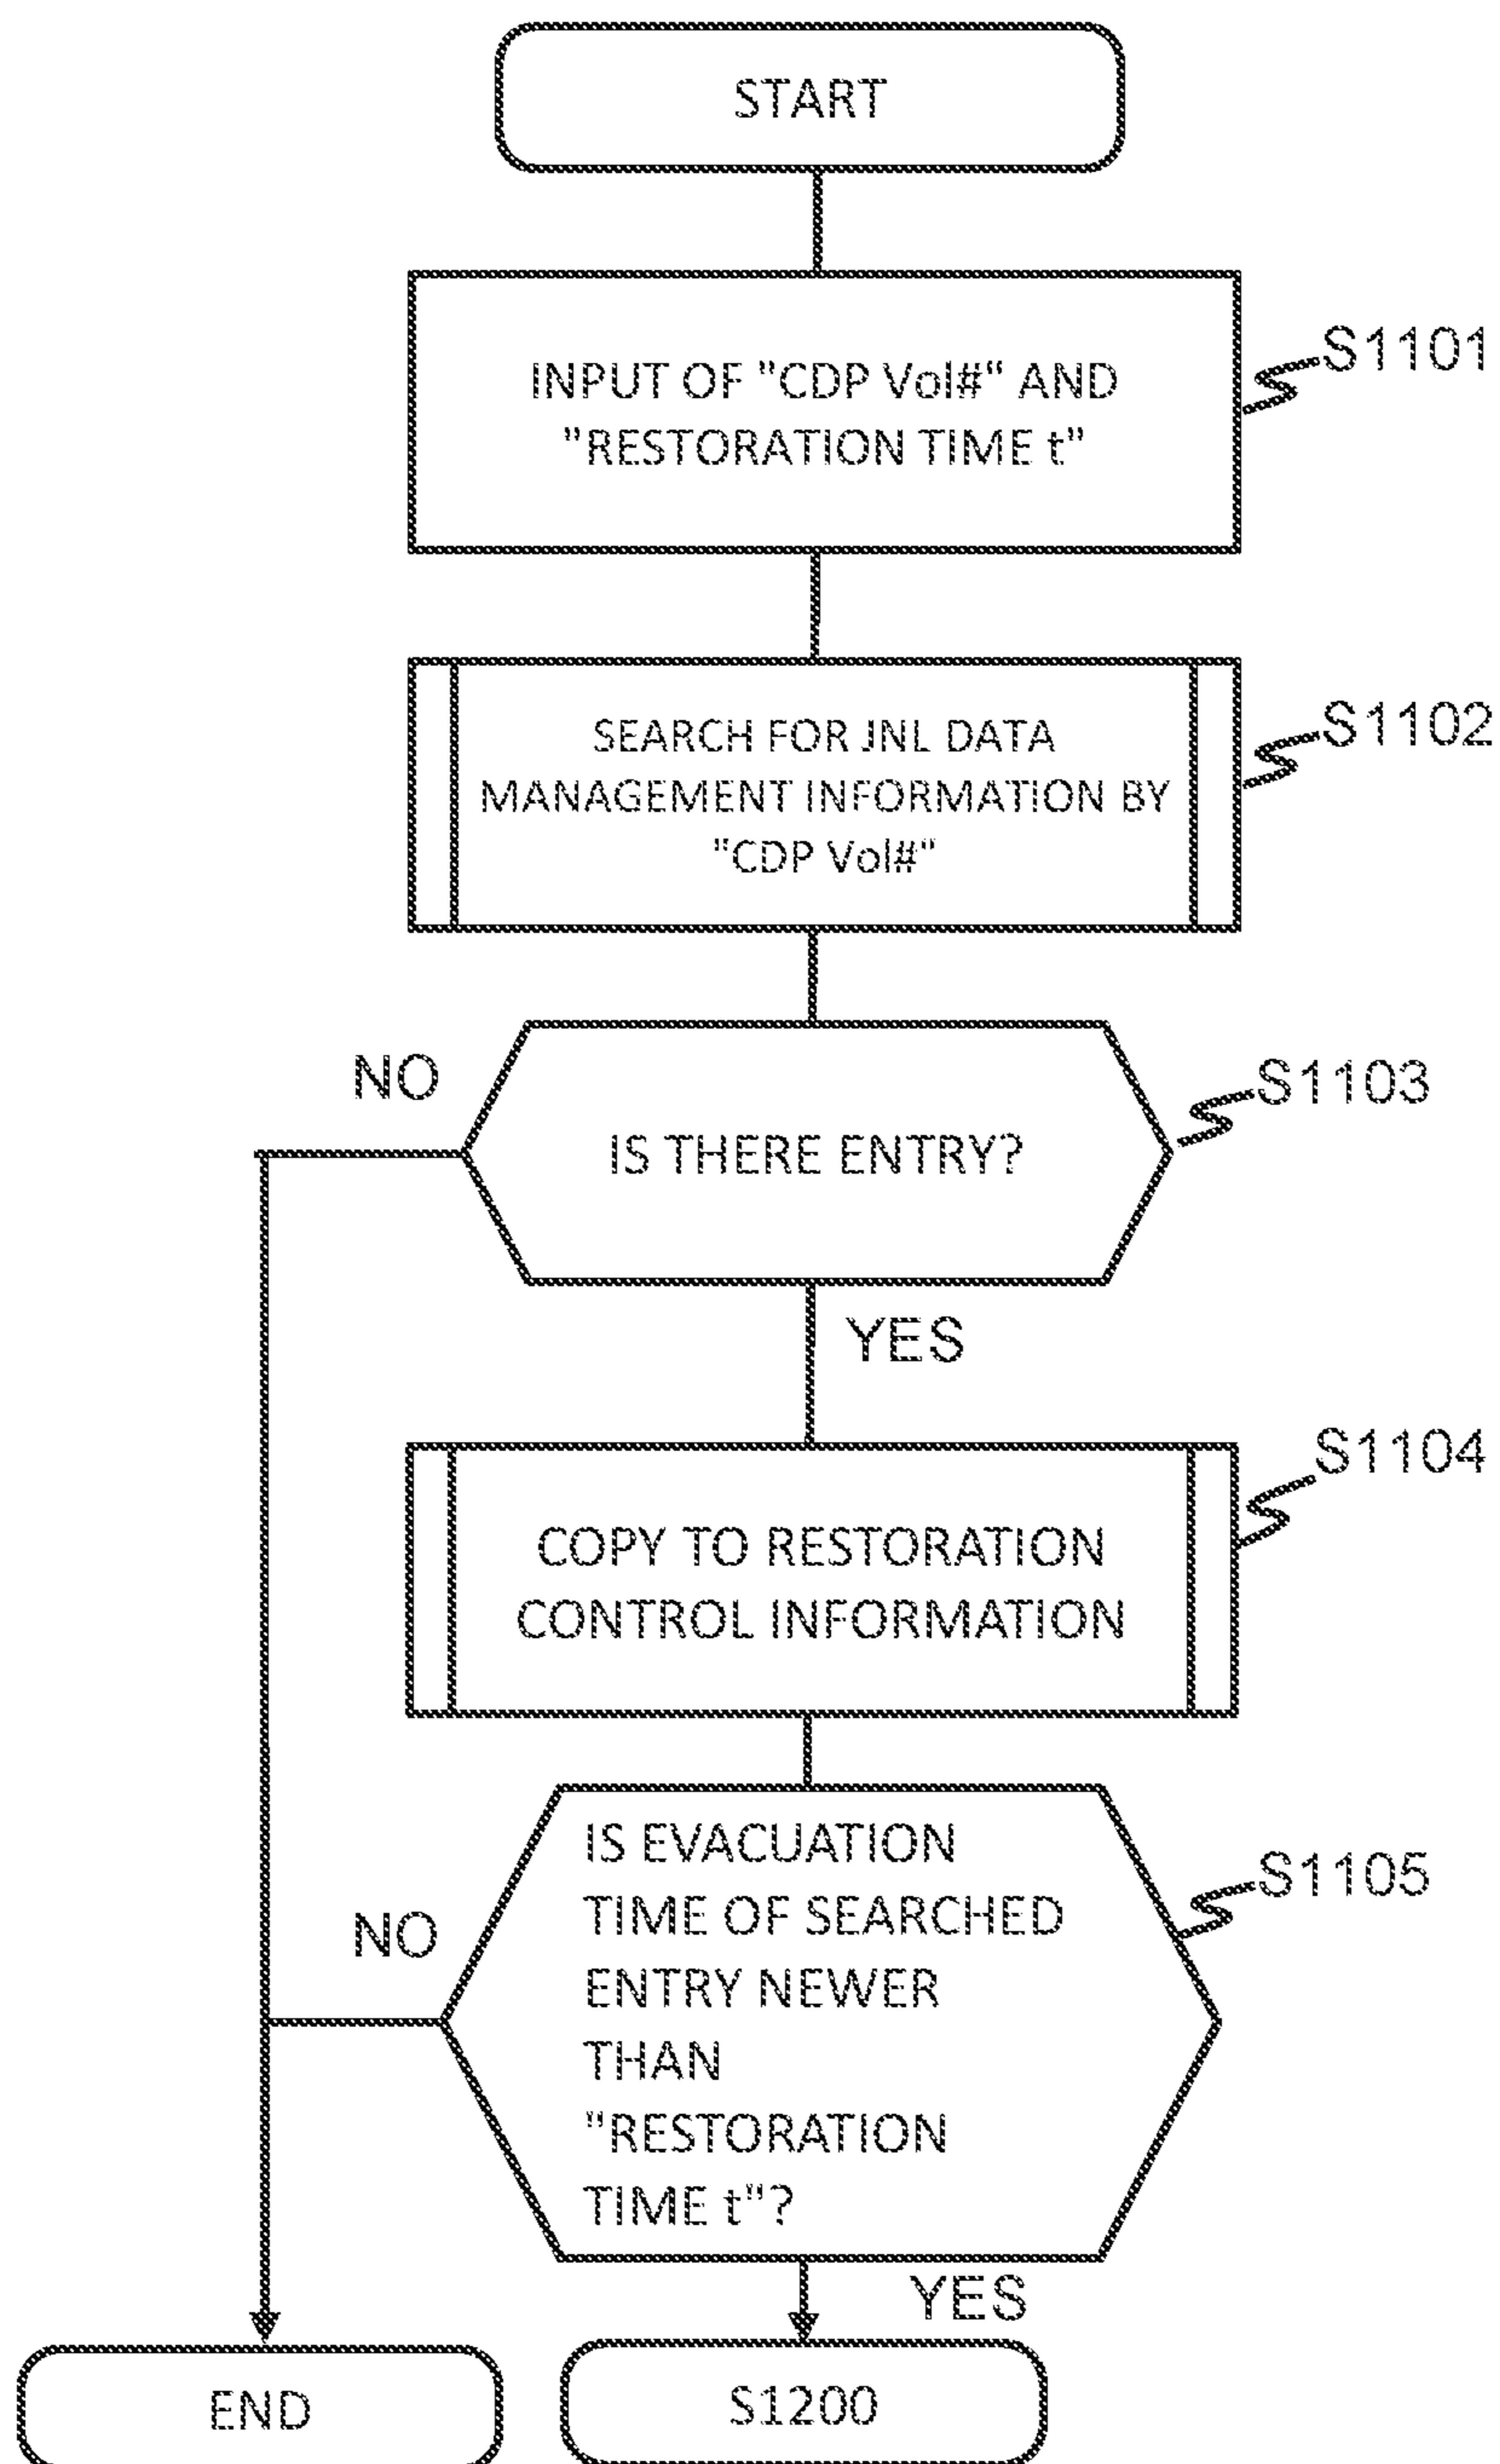 START
INPUT OF "CDP Vol#" AND
"RESTORATION TIME t"
S1101
SEARCH FOR JNL DATA
MANAGEMENT INFORMATION BY
"CDP Vol#"
S1102
NO
IS THERE ENTRY?
S1103
YES
COPY TO RESTORATION
CONTROL INFORMATION
S1104
IS EVACUATION
TIME OF SEARCHED
ENTRY NEWER
THAN
"RESTORATION
TIME t"?
S1105
NO
YES
END
S1200